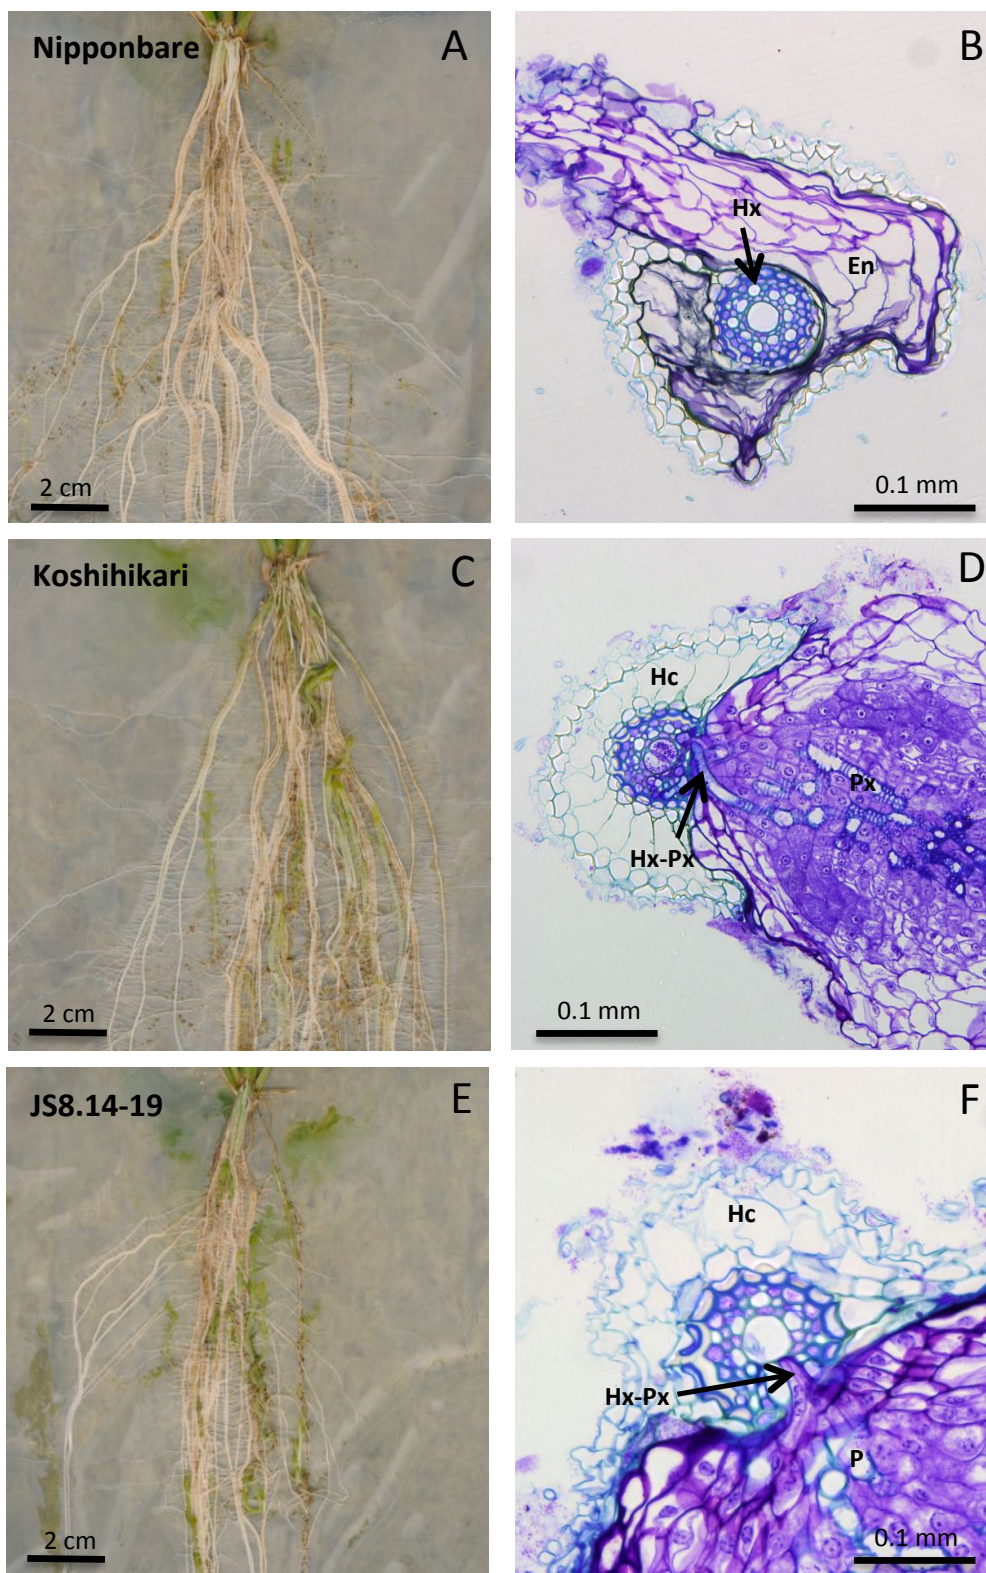 Nipponbare
A
2 cm
B
Hx
En
0.1 mm
Koshihikari
C
2 cm
D
Hc
Px
Hx-Px
0.1 mm
JS8.14-19
E
2 cm
F
Hc
Hx-Px
P
0.1 mm